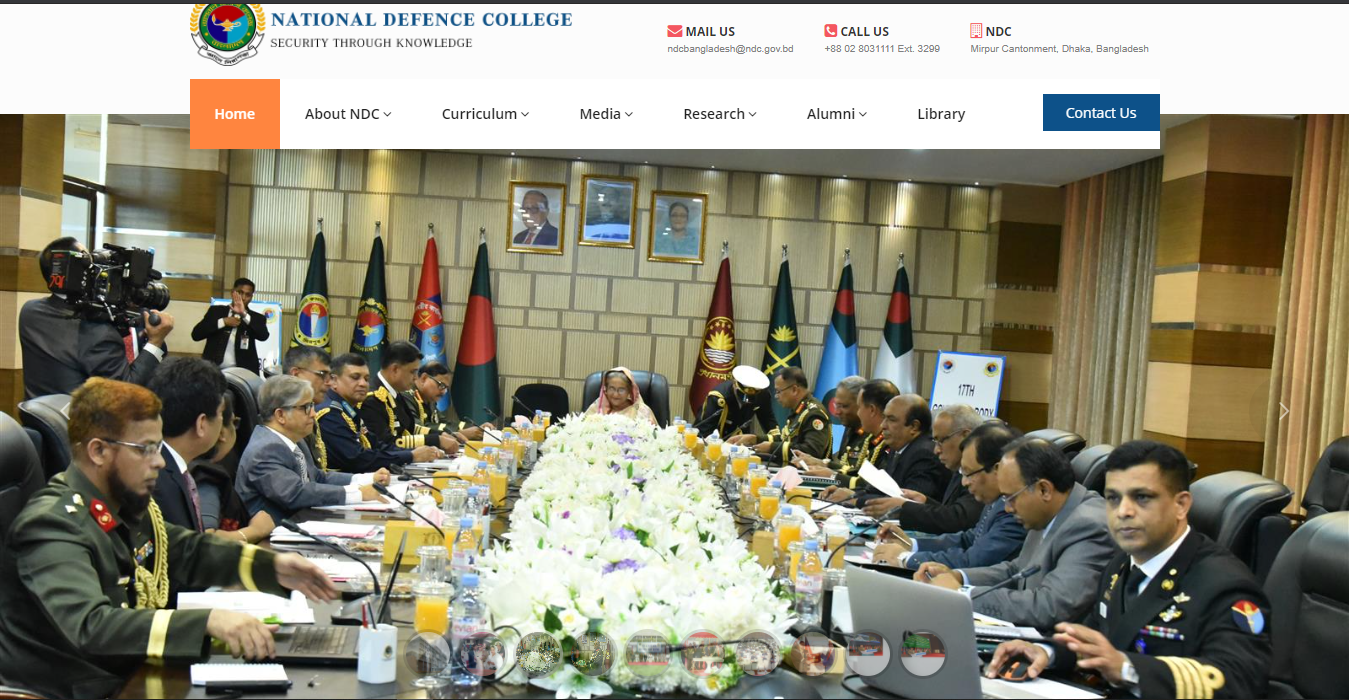 NATIONAL DEFENCE COLLEGE
SECURITY THROUGH KNOWLEDGE
MAIL US
ndcbangladesh@ndc.gov.bd
CALL US
+88 02 8031111 Ext. 3299
NDC
Mirpur Cantonment, Dhaka, Bangladesh
Home
About NDC
Curriculum
Media
Research
Alumni
Library
Contact Us
17TH